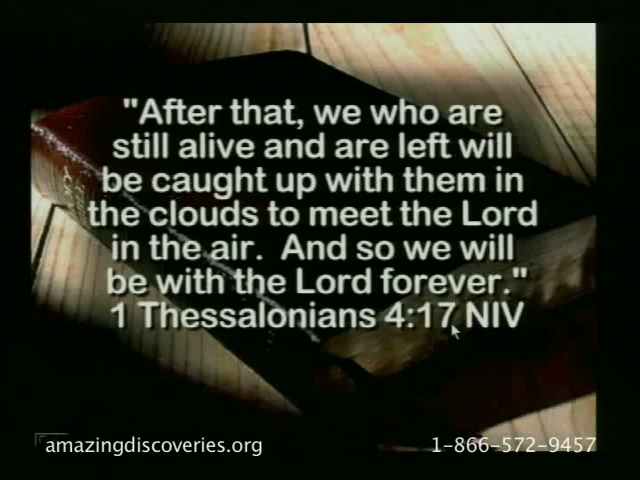 "After that, we who are
still alive and are left will
be caught up with them in
the clouds to meet the Lord
in the air.  And so we will
be with the Lord forever."
1 Thessalonians 4:17 NIV
amazingdiscoveries.org
1-866-572-9457